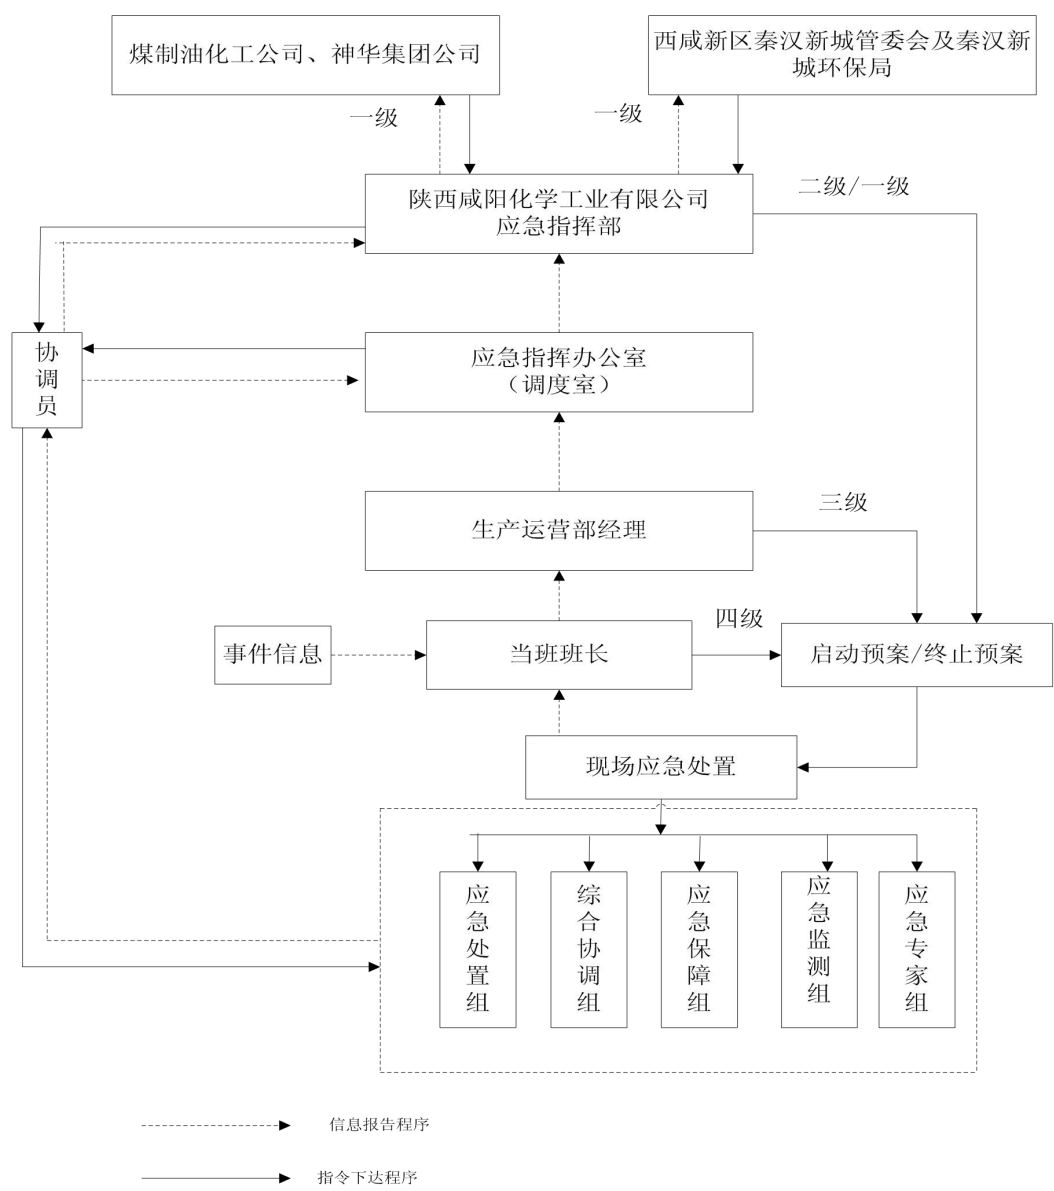 煤制油化工公司、神华集团公司
西咸新区秦汉新城管委会及秦汉新
城环保局
一级
一级
二级/一级
陕西咸阳化学工业有限公司
应急指挥部
协调员
应急指挥办公室
（调度室）
三级
生产运营部经理
四级
事件信息
当班班长
启动预案/终止预案
现场应急处置
应急处置组
综合协调组
应急保障组
应急监测组
应急专家组
信息报告程序
指令下达程序